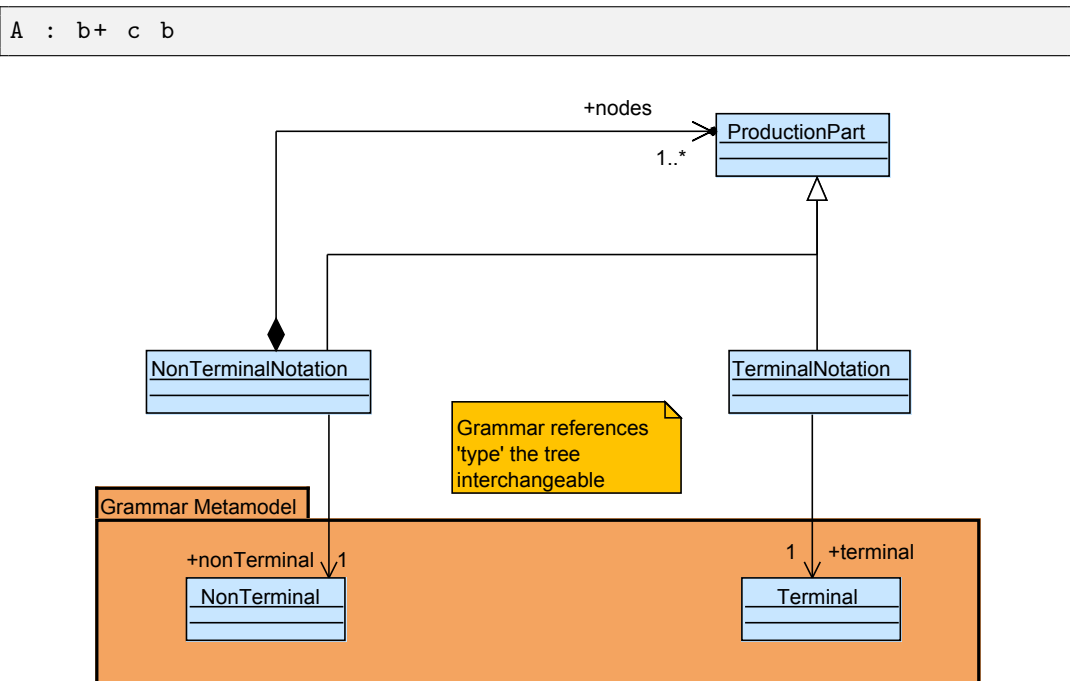 A : b+ c b
+nodes
ProductionPart
1..*
NonTerminalNotation
TerminalNotation
Grammar references
'type' the tree
interchangeable
Grammar Metamodel
+nonTerminal
1
1
+terminal
NonTerminal
Terminal